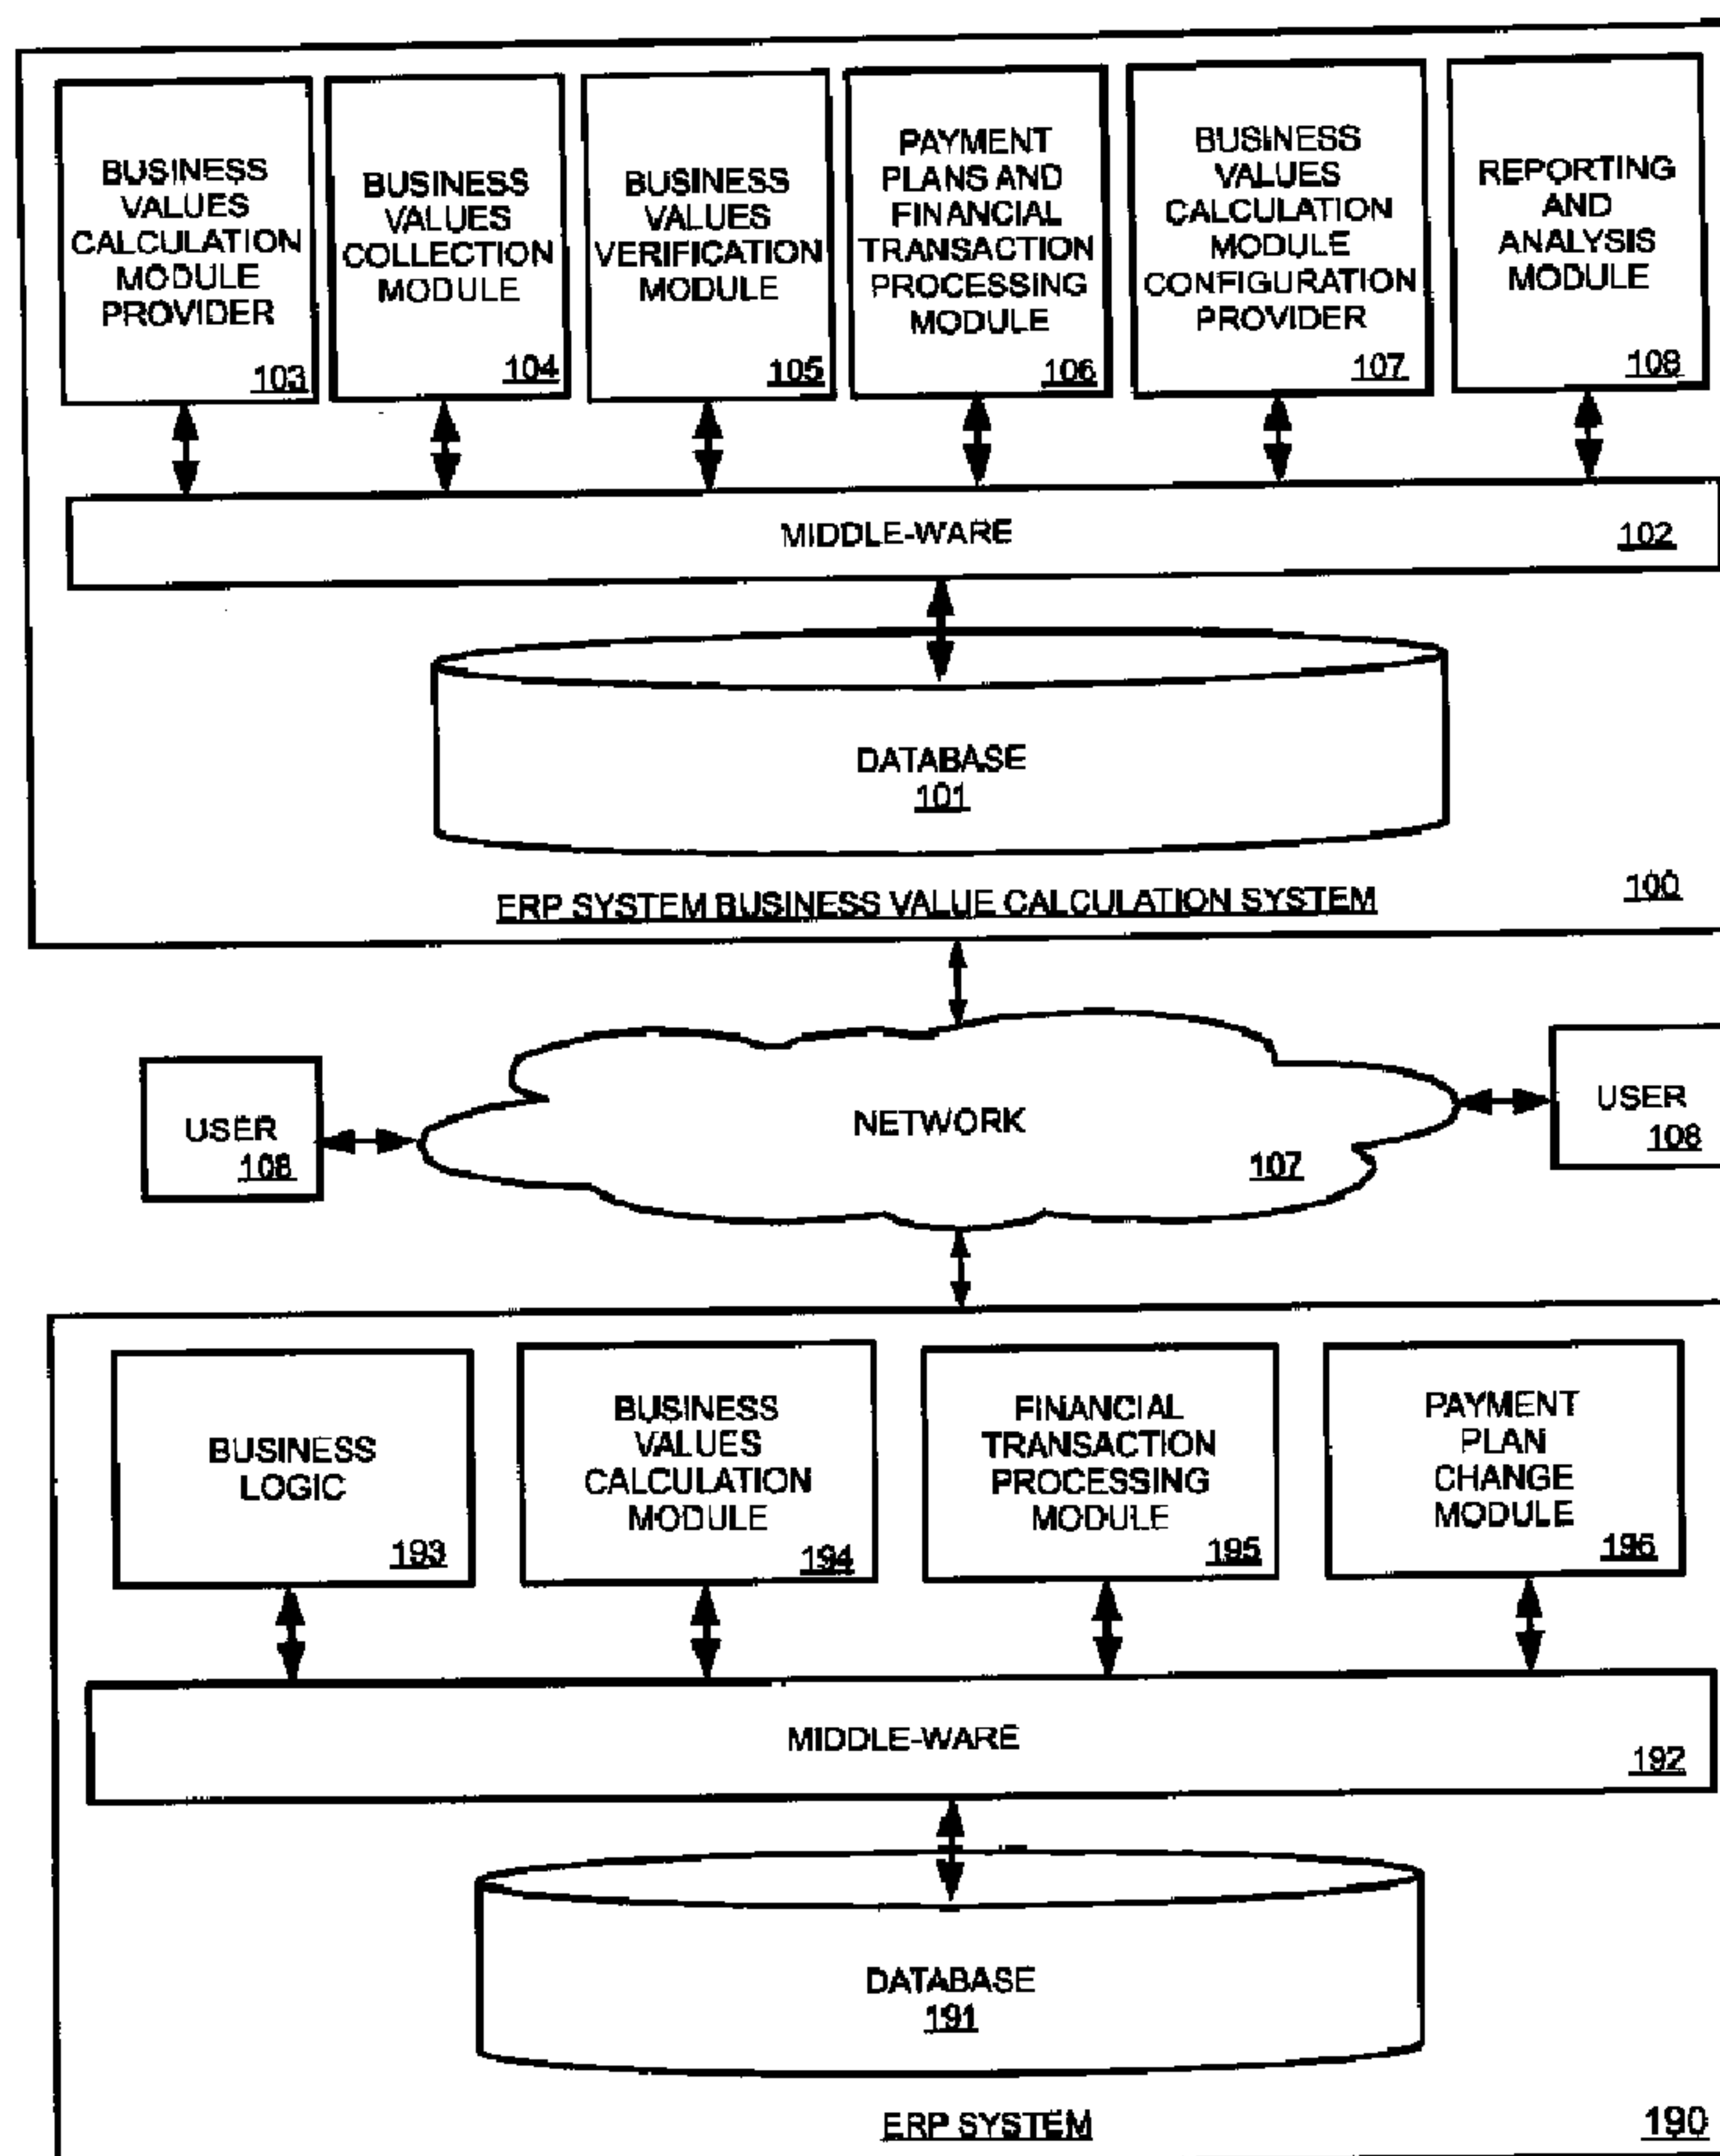 BUSINESS
VALUES
CALCULATION
MODULE
PROVIDER
103
BUSINESS
VALUES
COLLECTION
MODULE
104
BUSINESS
VALUES
VERIFICATION
MODULE
105
PAYMENT
PLANS AND
FINANCIAL
TRANSACTION
PROCESSING
MODULE
106
BUSINESS
VALUES
CALCULATION
MODULE
CONFIGURATION
PROVIDER
107
REPORTING
AND
ANALYSIS
MODULE
108
MIDDLE-WARE
102
DATABASE
101
ERP SYSTEM BUSINESS VALUE CALCULATION SYSTEM
100
USER
108
NETWORK
107
USER
108
BUSINESS
LOGIC
193
BUSINESS
VALUES
CALCULATION
MODULE
194
FINANCIAL
TRANSACTION
PROCESSING
MODULE
195
PAYMENT
PLAN
CHANGE
MODULE
196
MIDDLE-WARE
192
DATABASE
191
ERP SYSTEM
190